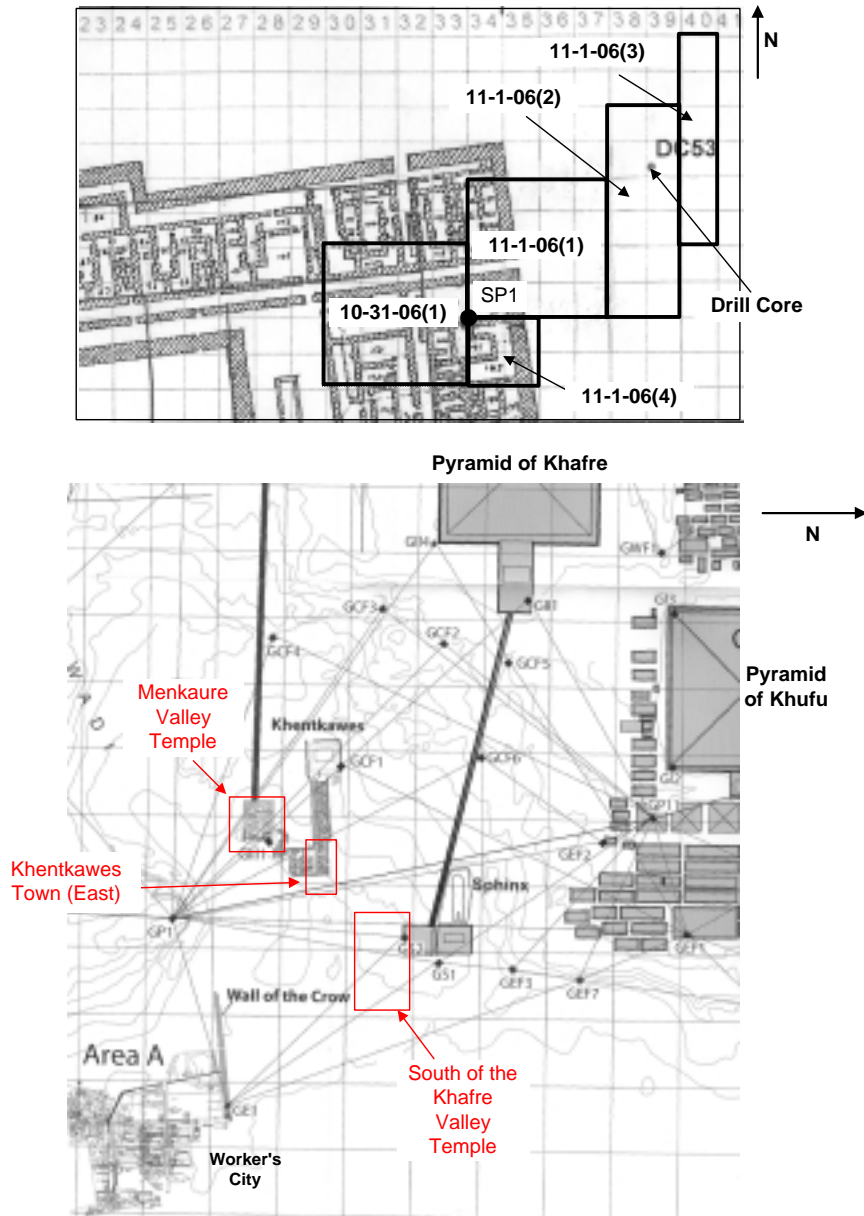 23 24 25 26 27 28 29 30 31 32 33 34 35 36 37 38 39 40 41
N
11-1-06(3)
11-1-06(2)
DC53
11-1-06(1)
SP1
10-31-06(1)
Drill Core
11-1-06(4)
Pyramid of Khafre
N
GII4
GWF1
GCF3
GII1
GI3
GCF2
GCF4
GCF5
WADI
Pyramid
of Khufu
Menkaure
Valley
Temple
Khentkawes
GCF1
GCF6
GI2
GP11
GEF2
Khentkawes
Town (East)
Sphinx
GP1
GS2
GS1
GEF3
GEF7
Wall of the Crow
Area A
South of the
Khafre
Valley
Temple
GE1
Worker's
City